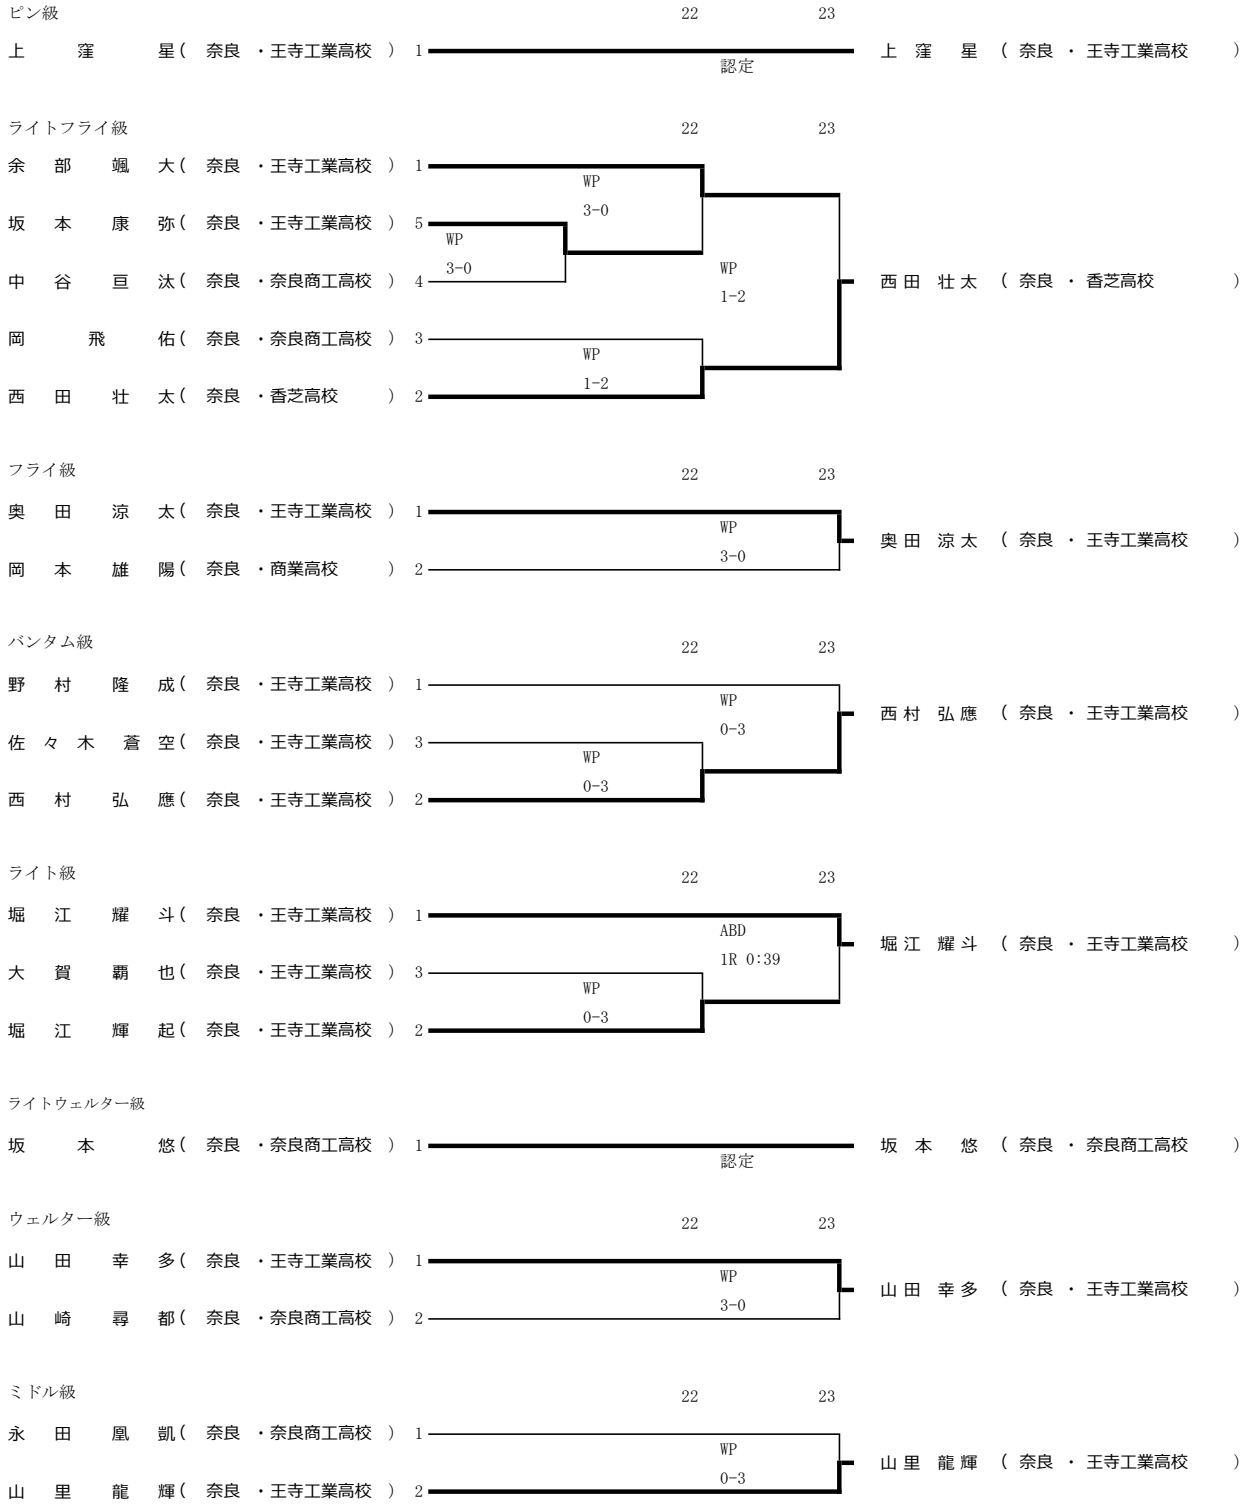 ピン級 22 23
上 窪 星( 奈良 ・王寺工業高校 ) 1 上 窪 星 ( 奈良 ・ 王寺工業高校 )
認定
ライトフライ級 22 23
余 部 颯 大( 奈良 ・王寺工業高校 ) 1
WP
3-0
坂 本 康 弥( 奈良 ・王寺工業高校 ) 5
WP
3-0 WP
中 谷 亘 汰( 奈良 ・奈良商工高校 ) 4 西田 壮太 ( 奈良 ・ 香芝高校 )
1-2
岡 飛 佑( 奈良 ・奈良商工高校 ) 3
WP
1-2
西 田 壮 太( 奈良 ・香芝高校 ) 2
フライ級 22 23
奥 田 涼 太( 奈良 ・王寺工業高校 ) 1
WP
奥田 涼太 ( 奈良 ・ 王寺工業高校 )
3-0
岡 本 雄 陽( 奈良 ・商業高校 ) 2
バンタム級 22 23
野 村 隆 成( 奈良 ・王寺工業高校 ) 1
WP
西村 弘應 ( 奈良 ・ 王寺工業高校 )
0-3
佐 々 木 蒼 空( 奈良 ・王寺工業高校 ) 3
WP
0-3
西 村 弘 應( 奈良 ・王寺工業高校 ) 2
ライト級 22 23
堀 江 耀 斗( 奈良 ・王寺工業高校 ) 1
ABD
堀江 耀斗 ( 奈良 ・ 王寺工業高校 )
1R 0:39
大 賀 覇 也( 奈良 ・王寺工業高校 ) 3
WP
0-3
堀 江 輝 起( 奈良 ・王寺工業高校 ) 2
ライトウェルター級
坂 本 悠( 奈良 ・奈良商工高校 ) 1 坂 本 悠 ( 奈良 ・ 奈良商工高校 )
認定
ウェルター級 22 23
山 田 幸 多( 奈良 ・王寺工業高校 ) 1
WP
山田 幸多 ( 奈良 ・ 王寺工業高校 )
3-0
山 崎 尋 都( 奈良 ・奈良商工高校 ) 2
ミドル級 22 23
永 田 凰 凱( 奈良 ・奈良商工高校 ) 1
WP
山里 龍輝 ( 奈良 ・ 王寺工業高校 )
0-3
山 里 龍 輝( 奈良 ・王寺工業高校 ) 2